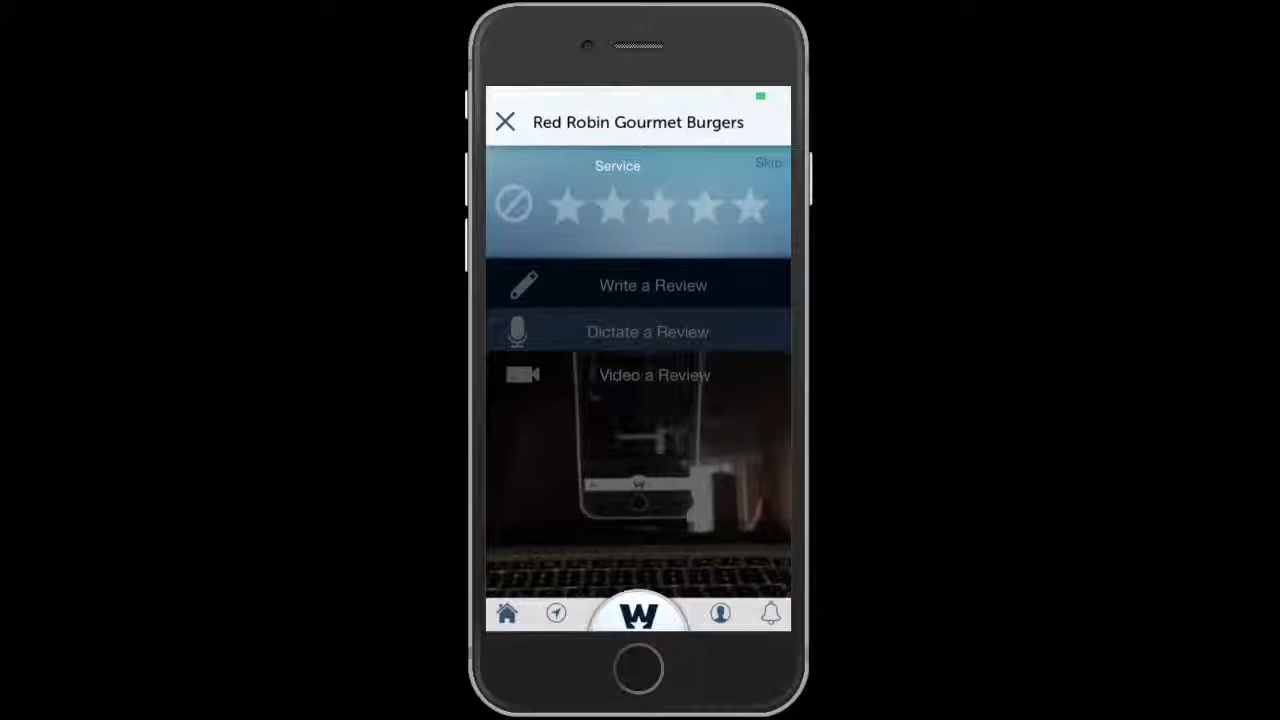 Red Robin Gourmet Burgers
Service
Skip
Write a Review
Dictate a Review
Video a Review
W